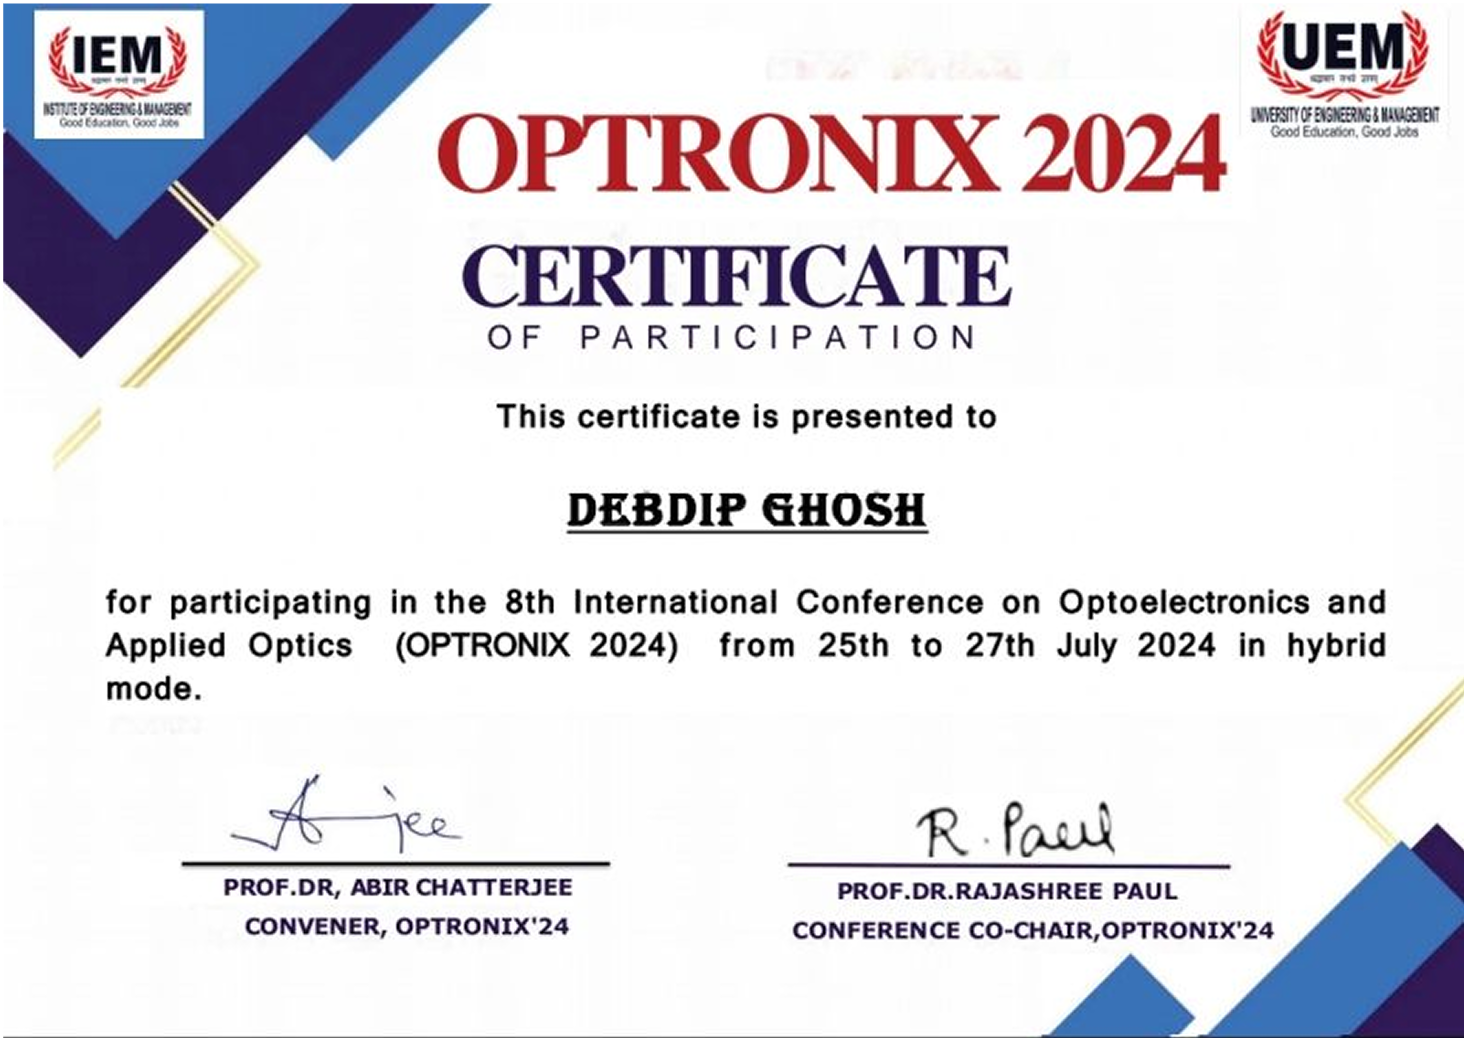 IEM
INSTITUTE OF ENGINEERING & MANAGEMENT
Good Education, Good Jobs
UEM
UNIVERSITY OF ENGINEERING & MANAGEMENT
Good Education, Good Jobs
OPTRONIX 2024
CERTIFICATE
OF PARTICIPATION
This certificate is presented to
DEBDIP GHOSH
for participating in the 8th International Conference on Optoelectronics and
Applied Optics (OPTRONIX 2024) from 25th to 27th July 2024 in hybrid
mode.
R. Paul
PROF.DR, ABIR CHATTERJEE
CONVENER, OPTRONIX'24
PROF.DR.RAJASHREE PAUL
CONFERENCE CO-CHAIR,OPTRONIX'24